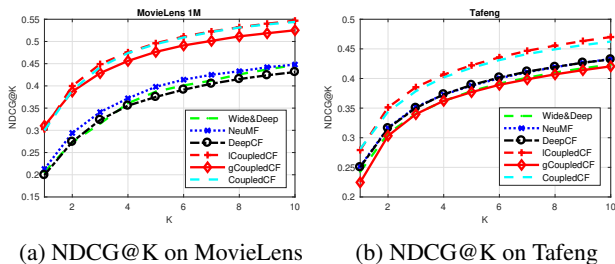 MovieLens 1M
NDCG@K
0.55
0.5
0.45
0.4
0.35
0.3
0.25
0.2
0.15
2 4 6 8 10
K
Wide&Deep
NeuMF
DeepCF
lCoupledCF
gCoupledCF
CoupledCF
(a) NDCG@K on MovieLens
Tafeng
NDCG@K
0.5
0.45
0.4
0.35
0.3
0.25
0.2
2 4 6 8 10
K
Wide&Deep
NeuMF
DeepCF
lCoupledCF
gCoupledCF
CoupledCF
(b) NDCG@K on Tafeng